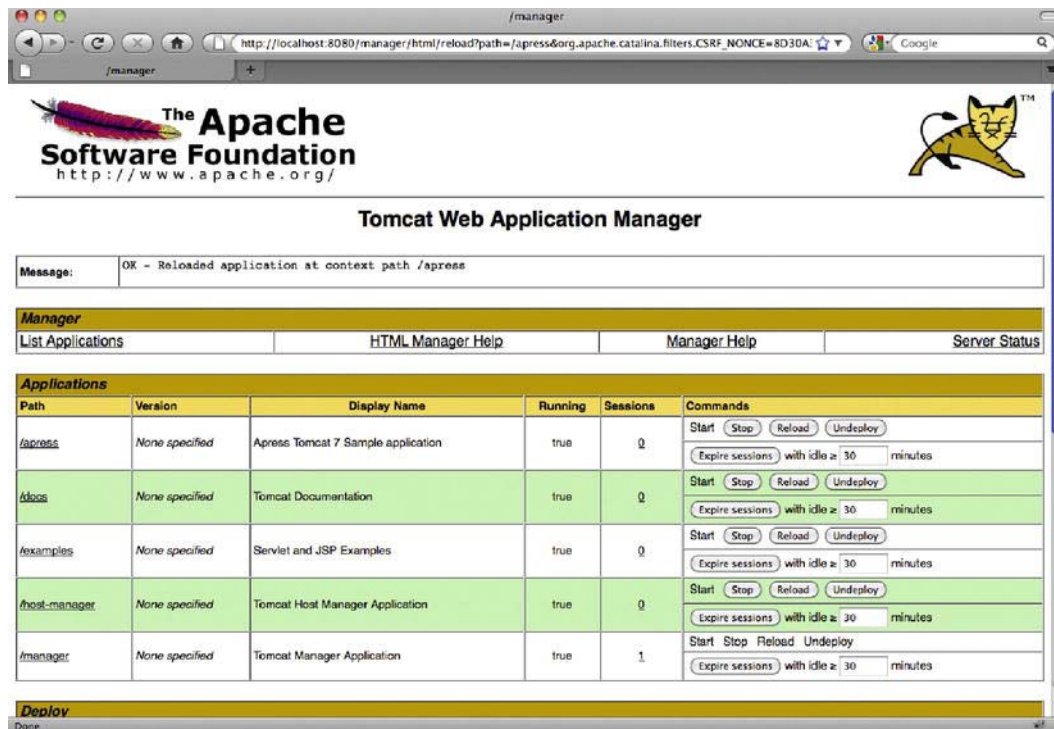 /manager
http://localhost:8080/manager/html/reload?path=/apress&org.apache.catalina.filters.CSRF_NONCE=8D30A
Google
/manager
The Apache
Software Foundation
http://www.apache.org/
TM
Tomcat Web Application Manager
Message: OK - Reloaded application at context path /apress
Manager
List Applications HTML Manager Help Manager Help Server Status
Applications
Path Version Display Name Running Sessions Commands
/apress None specified Apress Tomcat 7 Sample application true 0 Start Stop Reload Undeploy
Expire sessions with idle ≥ 30 minutes
/docs None specified Tomcat Documentation true 0 Start Stop Reload Undeploy
Expire sessions with idle ≥ 30 minutes
/examples None specified Servlet and JSP Examples true 0 Start Stop Reload Undeploy
Expire sessions with idle ≥ 30 minutes
/host-manager None specified Tomcat Host Manager Application true 0 Start Stop Reload Undeploy
Expire sessions with idle ≥ 30 minutes
/manager None specified Tomcat Manager Application true 1 Start Stop Reload Undeploy
Expire sessions with idle ≥ 30 minutes
Deploy
Done